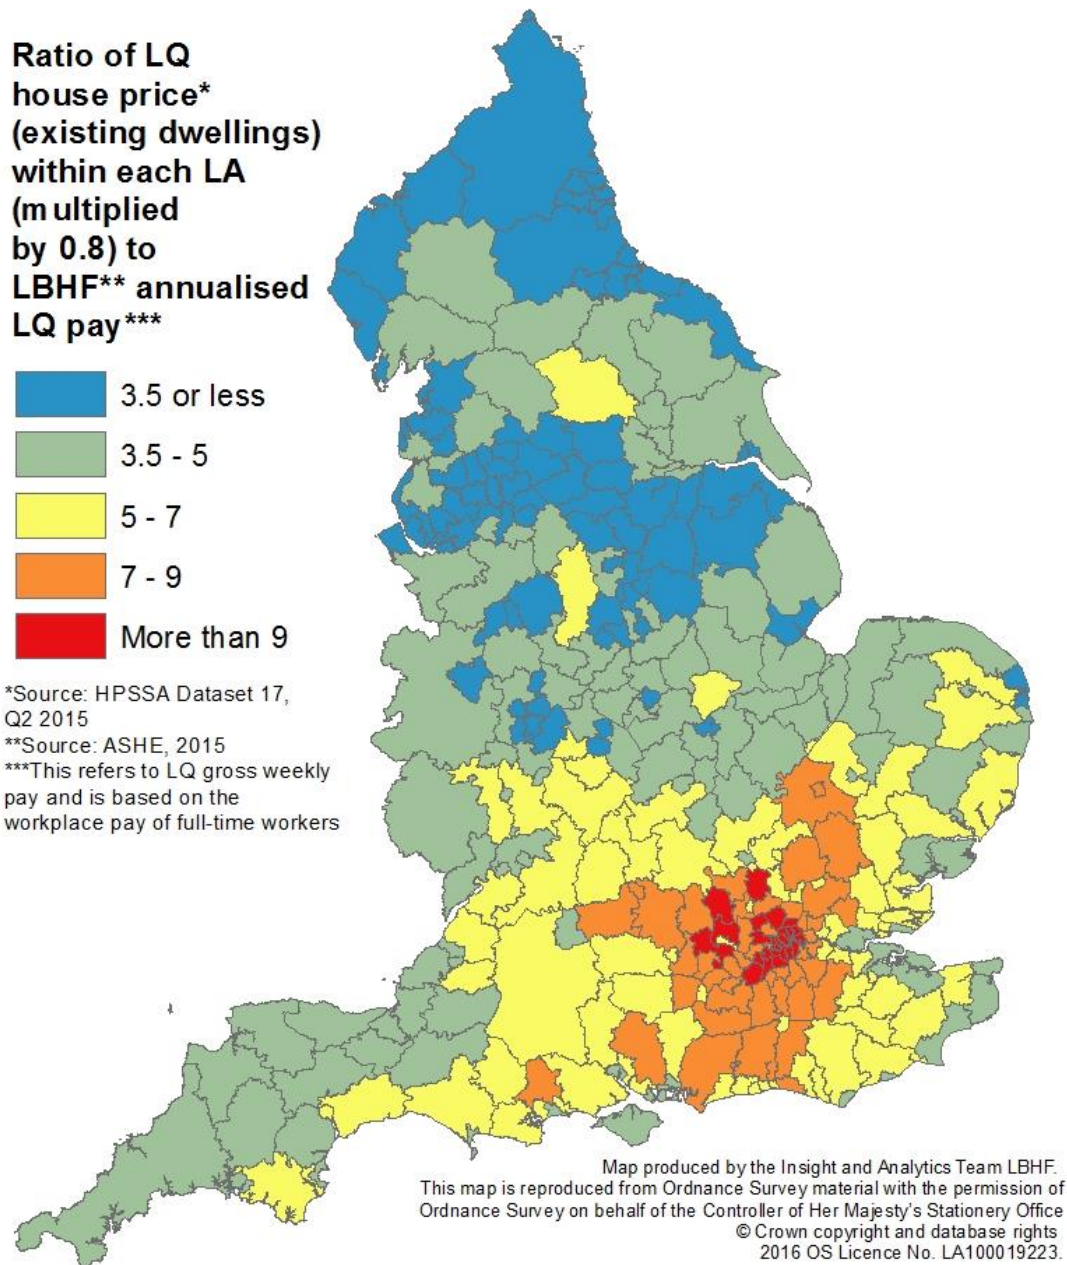 Ratio of LQ
house price*
(existing dwellings)
within each LA
(multiplied
by 0.8) to
LBHF** annualised
LQ pay***
3.5 or less
3.5 - 5
5 - 7
7 - 9
More than 9
*Source: HPSSA Dataset 17,
Q2 2015
**Source: ASHE, 2015
***This refers to LQ gross weekly
pay and is based on the
workplace pay of full-time workers
Map produced by the Insight and Analytics Team LBHF.
This map is reproduced from Ordnance Survey material with the permission of
Ordnance Survey on behalf of the Controller of Her Majesty's Stationery Office
© Crown copyright and database rights
2016 OS Licence No. LA100019223.